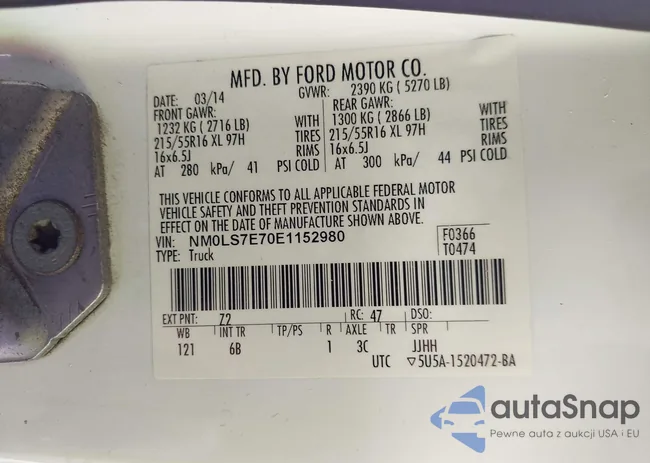 MFD. BY FORD MOTOR CO.
DATE: 03/14 GVWR: 2390 KG ( 5270 LB)
FRONT GAWR: REAR GAWR:
1232 KG ( 2716 LB) WITH 1300 KG ( 2866 LB) WITH
215/55R16 XL 97H TIRES 215/55R16 XL 97H TIRES
16x6.5J RIMS 16x6.5J RIMS
AT 280 kPa/ 41 PSI COLD AT 300 kPa/ 44 PSI COLD
THIS VEHICLE CONFORMS TO ALL APPLICABLE FEDERAL MOTOR
VEHICLE SAFETY AND THEFT PREVENTION STANDARDS IN
EFFECT ON THE DATE OF MANUFACTURE SHOWN ABOVE.
VIN: NM0LS7E70E1152980 F0366
TYPE: Truck T0474
EXT PNT: Z2 RC: 47 DSO:
WB INT TR TP/PS R AXLE TR SPR
121 6B 1 3C JJHH
UTC ▽5U5A-1520472-BA
autaSnap
Pewne auta z aukcji USA i EU